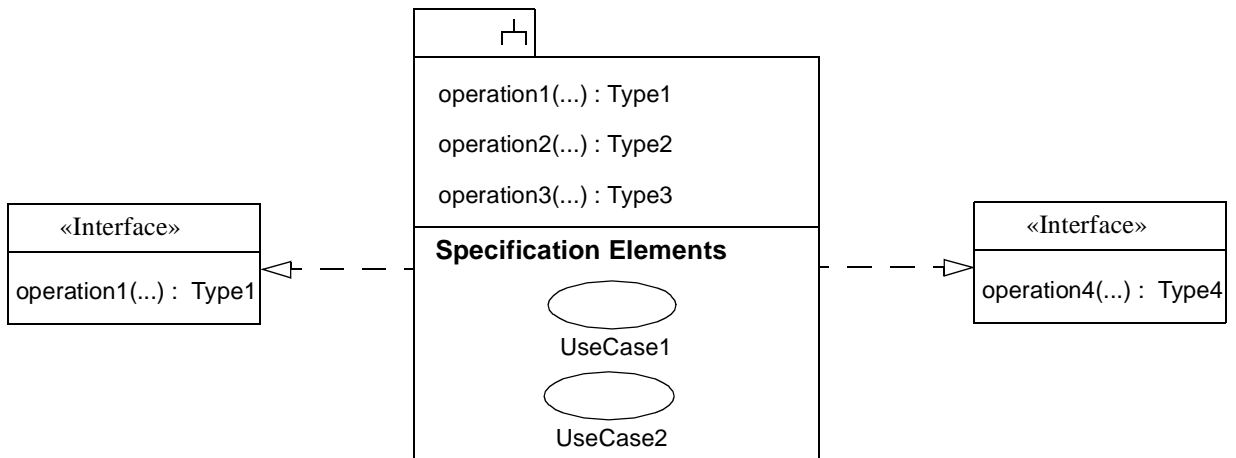 operation1(...) : Type1
operation2(...) : Type2
operation3(...) : Type3
«Interface»
operation1(...) :  Type1
Specification Elements
UseCase1
UseCase2
«Interface»
operation4(...) :  Type4